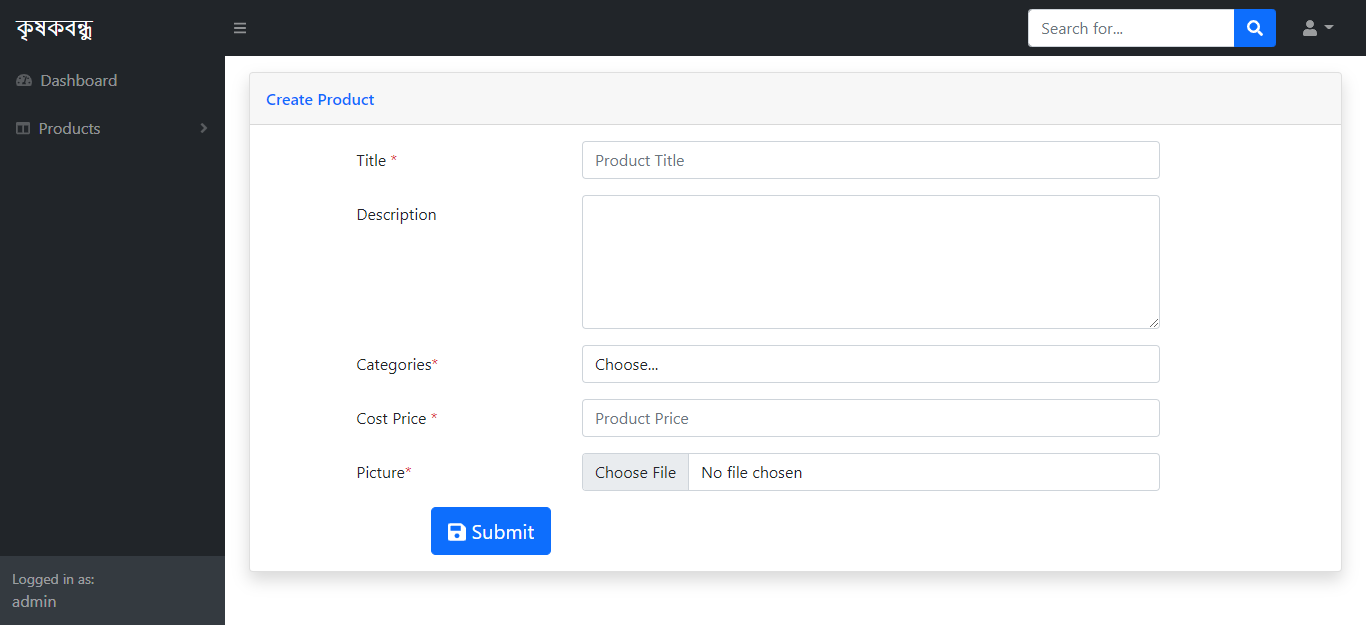 কৃষকবন্ধু
Search for...
Dashboard
Products
Create Product
Title *
Product Title
Description
Categories*
Choose...
Cost Price *
Product Price
Picture*
Choose File No file chosen
Submit
Logged in as:
admin